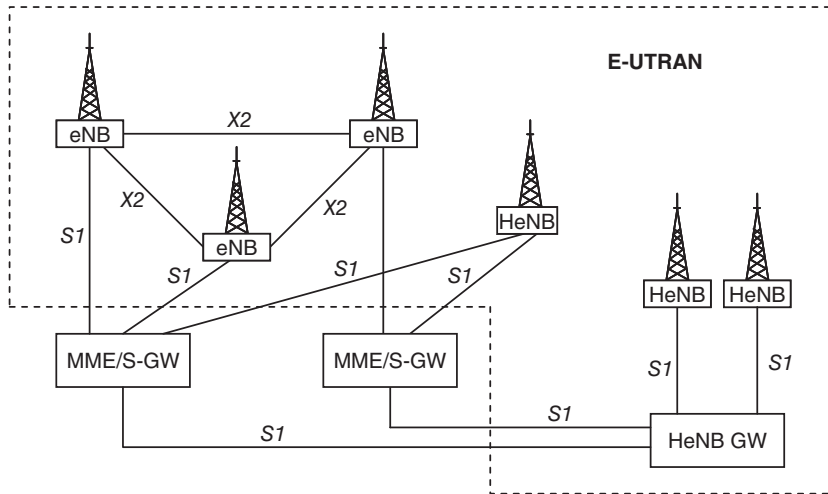 E-UTRAN
X2
eNB
eNB
X2
X2
HeNB
S1
eNB
S1
S1
S1
HeNB
HeNB
MME/S-GW
MME/S-GW
S1
S1
S1
S1
HeNB GW